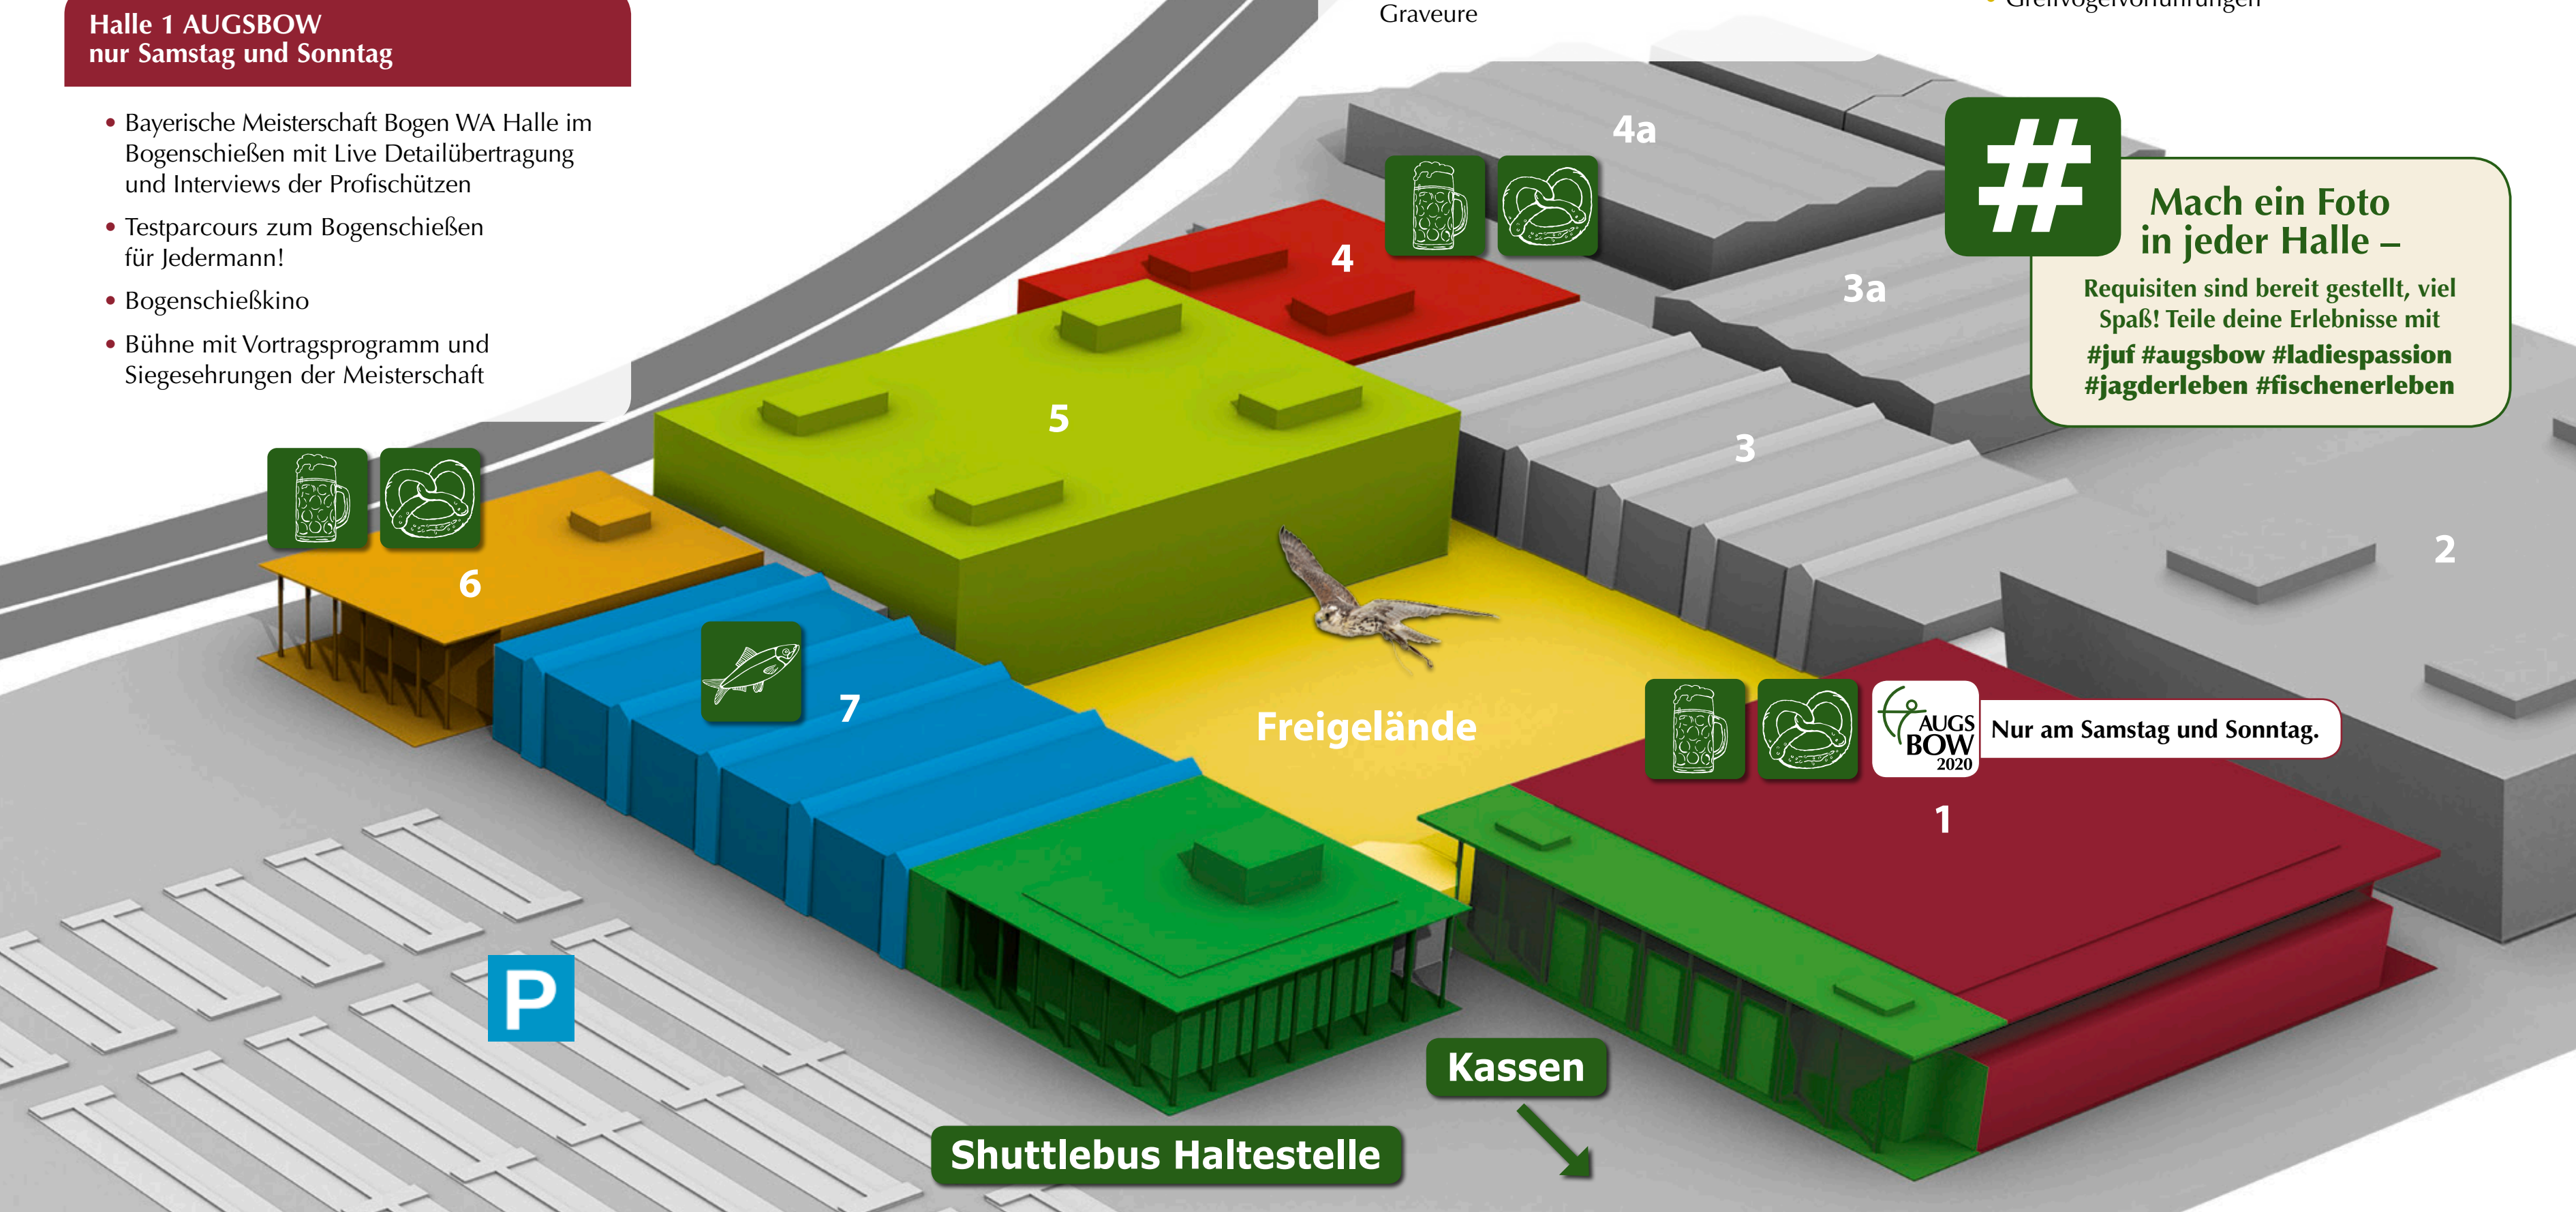 Halle 1 AUGSBOW
nur Samstag und Sonntag
• Bayerische Meisterschaft Bogen WA Halle im
Bogenschießen mit Live Detailübertragung
und Interviews der Profischützen
• Testparcours zum Bogenschießen
für Jedermann!
• Bogenschießkino
• Bühne mit Vortragsprogramm und
Siegesehrungen der Meisterschaft
Graveure
• Greifvogelvorführungen
#
Mach ein Foto
in jeder Halle –
Requisiten sind bereit gestellt, viel
Spaß! Teile deine Erlebnisse mit
#juf #augsbow #ladiespassion
#jagderleben #fischenerleben
4a
4
3a
5
3
2
6
7
Freigelände
AUGS
BOW
2020
Nur am Samstag und Sonntag.
1
P
Kassen
Shuttlebus Haltestelle